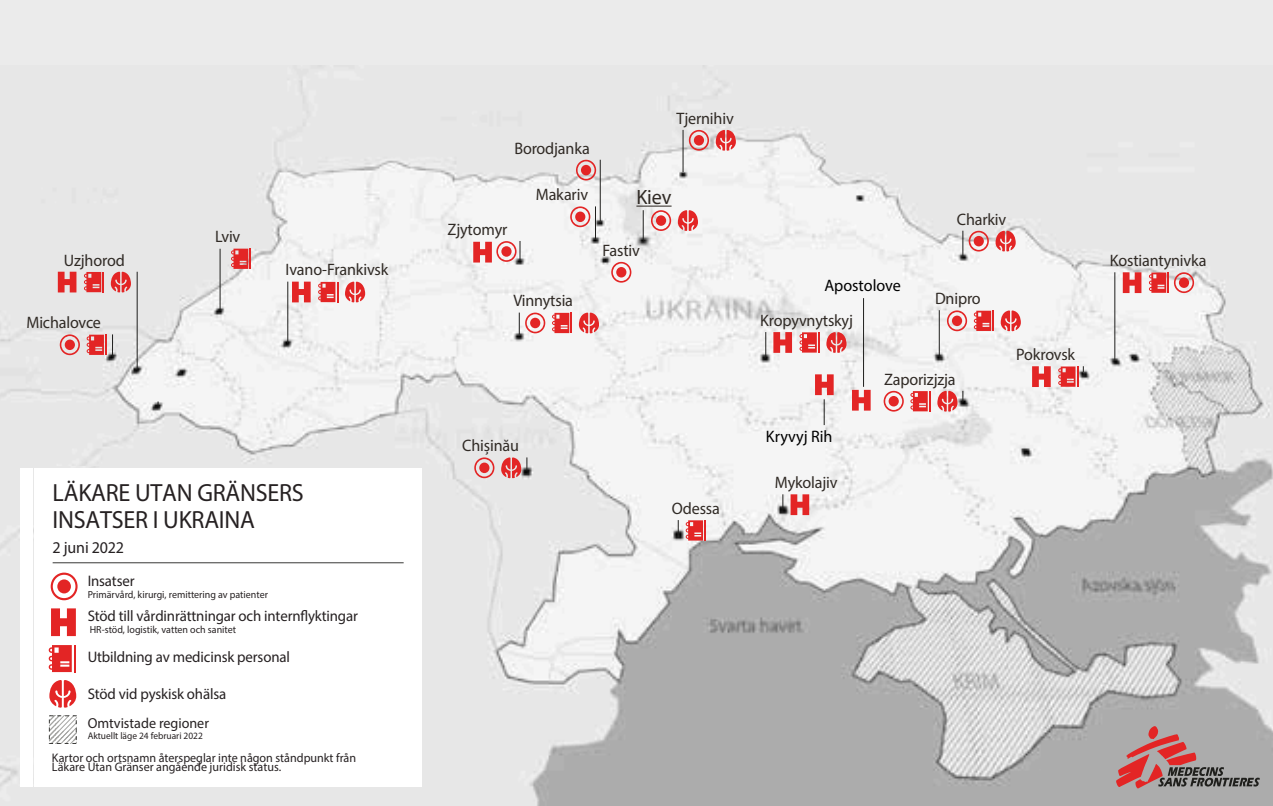 Tjernihiv
Borodjanka
Makariv
Kiev
Zjytomyr
Fastiv
Charkiv
Lviv
Uzjhorod
Ivano-Frankivsk
Kostiantynivka
Vinnytsia
UKRAINA
Apostolove
Dnipro
Michalovce
Kropyvnytskyj
Pokrovsk
Zaporizjzja
Kryvyj Rih
Chișinău
Mykolajiv
Odessa
Azovska sjön
Svarta havet
KRIM
LÄKARE UTAN GRÄNSERS
INSATSER I UKRAINA
2 juni 2022
Insatser
Primärvård, kirurgi, remittering av patienter
Stöd till vårdinrättningar och internflyktingar
HR-stöd, logistik, vatten och sanitet
Utbildning av medicinsk personal
Stöd vid pyskisk ohälsa
Omtvistade regioner
Aktuellt läge 24 februari 2022
Kartor och ortsnamn återspeglar inte någon ståndpunkt från
Läkare Utan Gränser angående juridisk status.
MEDECINS
SANS FRONTIERES